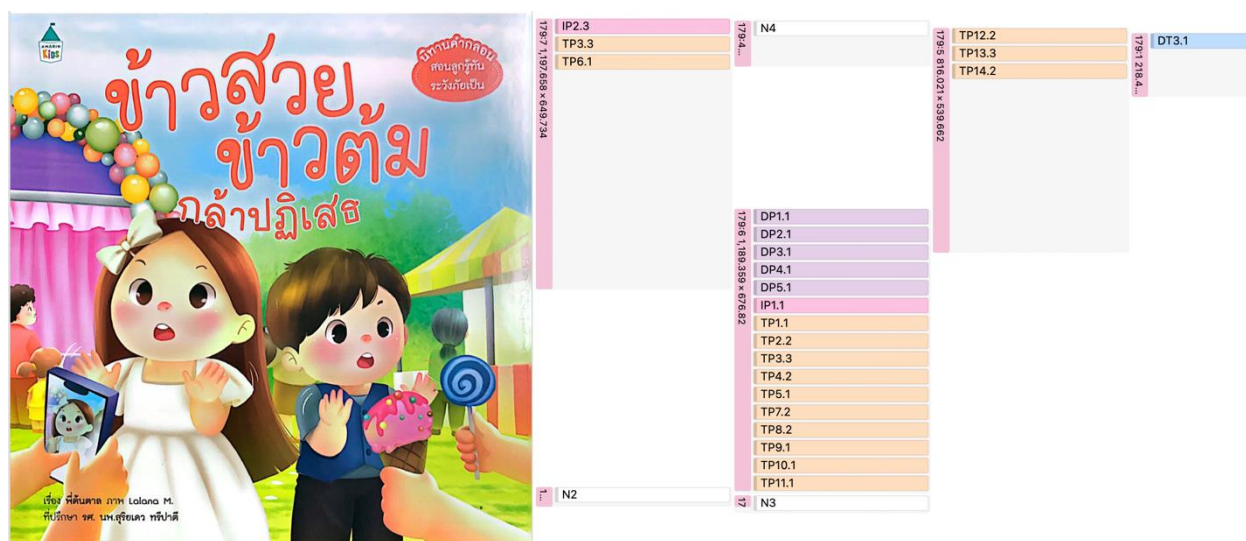 AMARIN
KIDS
นิทานคำกลอน
สอนลูกรู้ทัน
ระวังภัยเป็น
ข้าวสวย
ข้าวต้ม
กล้าปฏิเสธ
เรื่อง พี่ต้นตาล ภาพ Lalana M.
ที่ปรึกษา รศ. นพ.สุริยเดว ทรีปาตี
179:7 1,197.658 × 649.734
IP2.3
TP3.3
TP6.1
1...
N2
179:4...
N4
179:6 1,189.359 × 676.82
DP1.1
DP2.1
DP3.1
DP4.1
DP5.1
IP1.1
TP1.1
TP2.2
TP3.3
TP4.2
TP5.1
TP7.2
TP8.2
TP9.1
TP10.1
TP11.1
17
N3
179:5 816.021 × 539.662
TP12.2
TP13.3
TP14.2
179:1 218.4...
DT3.1